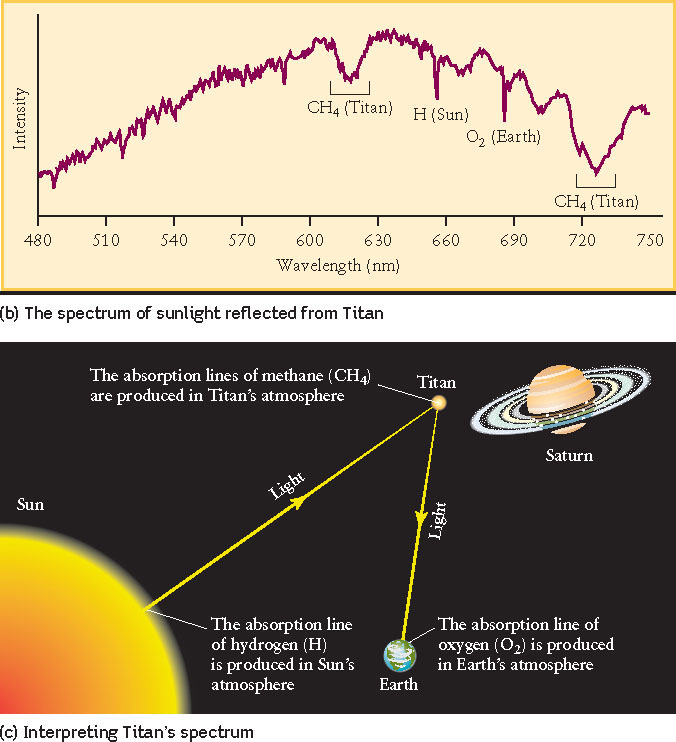 Intensity
CH₄ (Titan)
H (Sun)
O₂ (Earth)
CH₄ (Titan)
480 510 540 570 600 630 660 690 720 750
Wavelength (nm)
(b) The spectrum of sunlight reflected from Titan
The absorption lines of methane (CH₄)
are produced in Titan's atmosphere
Titan
Saturn
Light
Light
Sun
The absorption line
of hydrogen (H)
is produced in Sun's
atmosphere
The absorption line of
oxygen (O₂) is produced
in Earth's atmosphere
Earth
(c) Interpreting Titan's spectrum